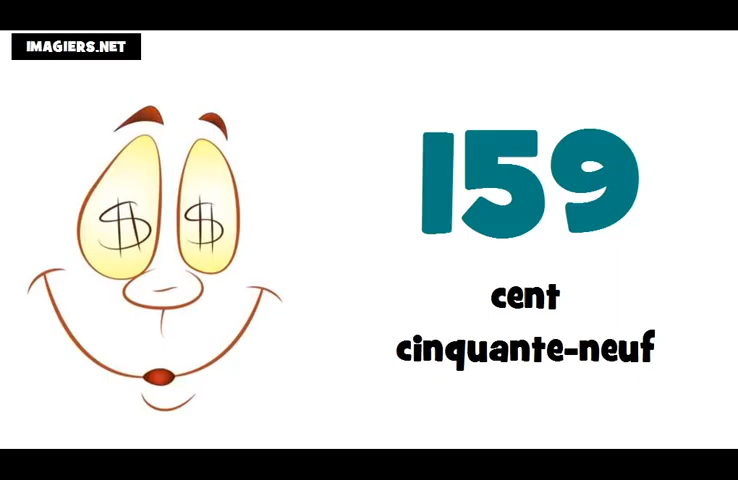 IMAGIERS.NET
159
cent
cinquante-neuf
$ $